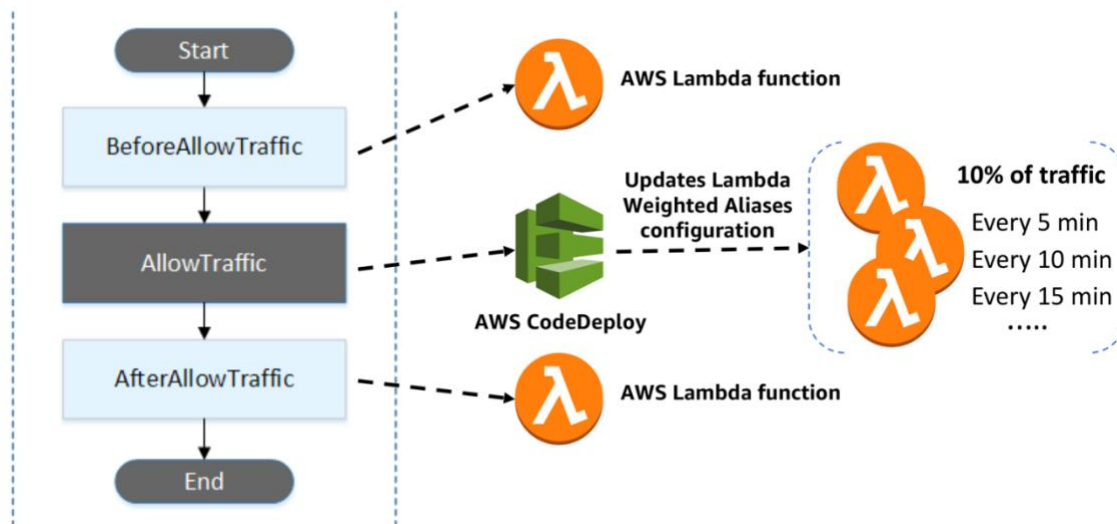 Start
BeforeAllowTraffic
AllowTraffic
AfterAllowTraffic
End
AWS Lambda function
Updates Lambda
Weighted Aliases
configuration
AWS CodeDeploy
AWS Lambda function
10% of traffic
Every 5 min
Every 10 min
Every 15 min
.....